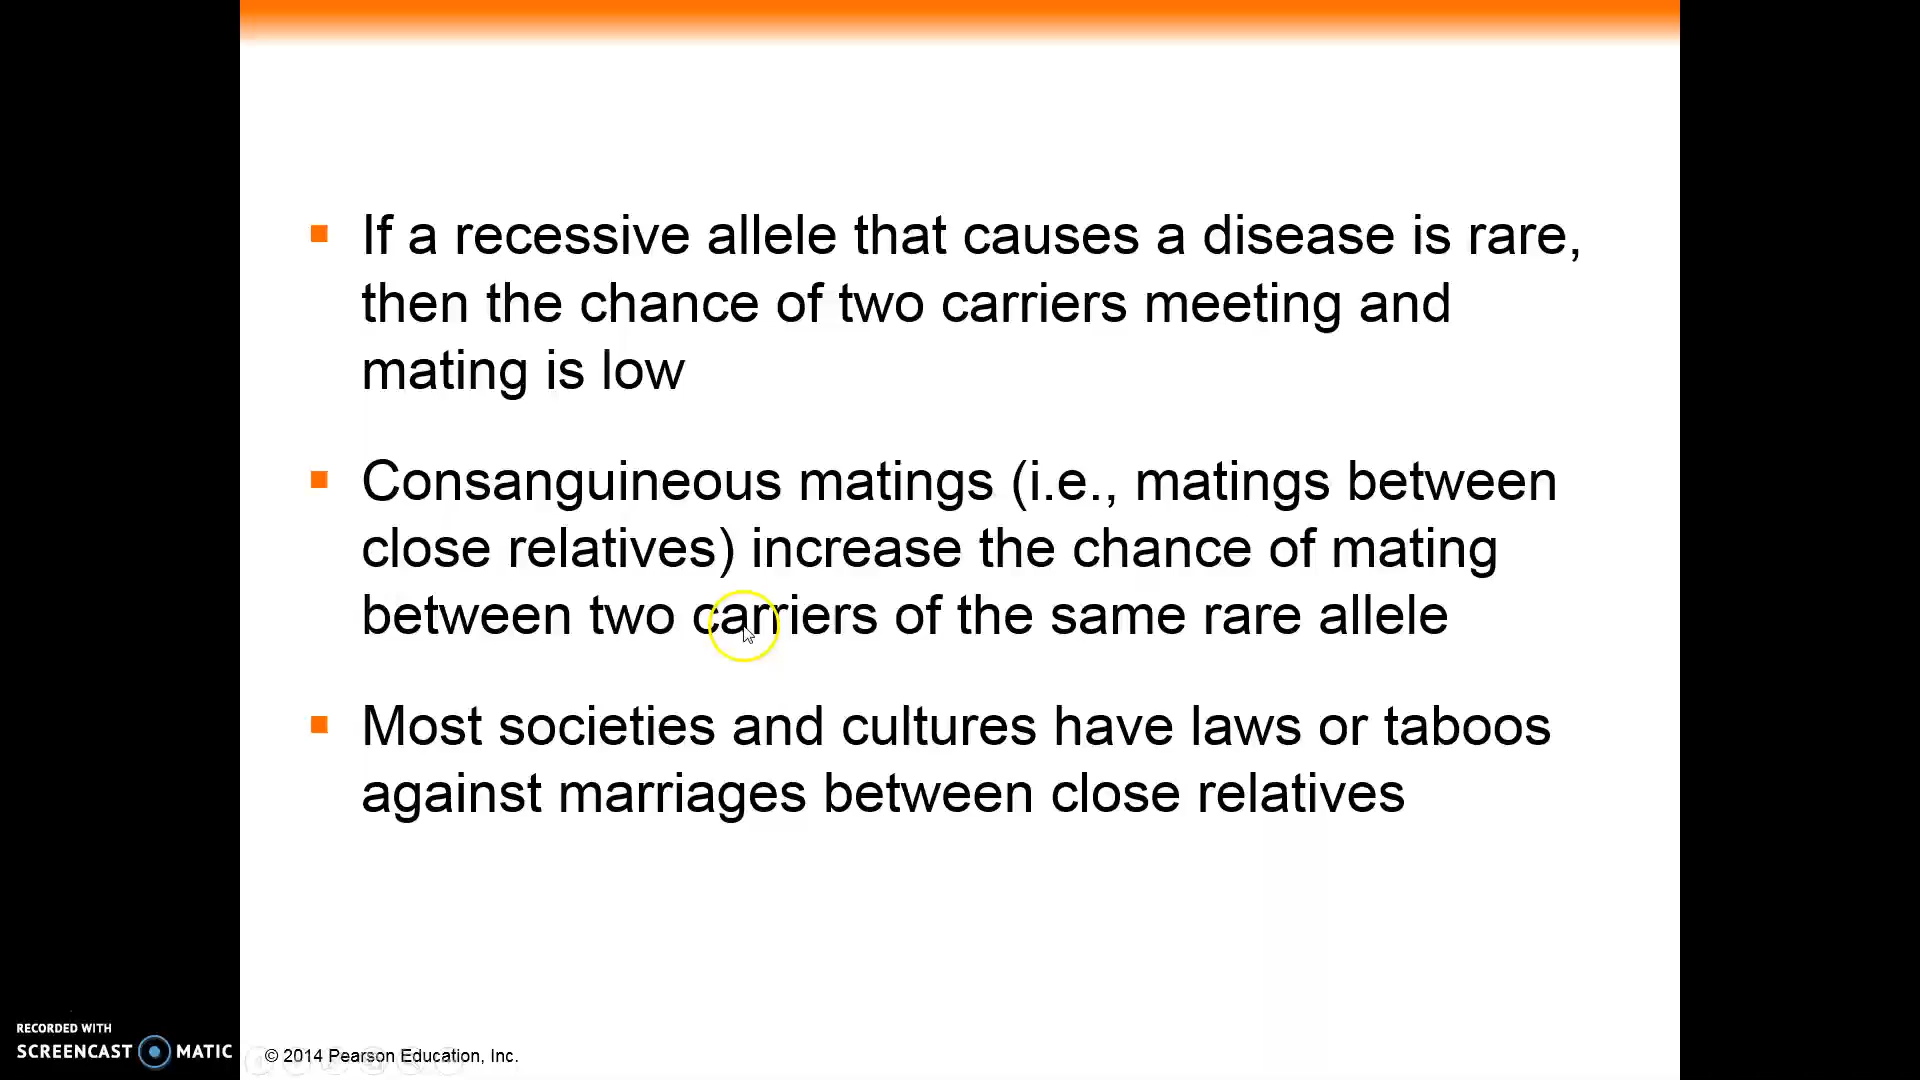 If a recessive allele that causes a disease is rare,
then the chance of two carriers meeting and
mating is low
Consanguineous matings (i.e., matings between
close relatives) increase the chance of mating
between two carriers of the same rare allele
Most societies and cultures have laws or taboos
against marriages between close relatives
RECORDED WITH
SCREENCAST MATIC
© 2014 Pearson Education, Inc.